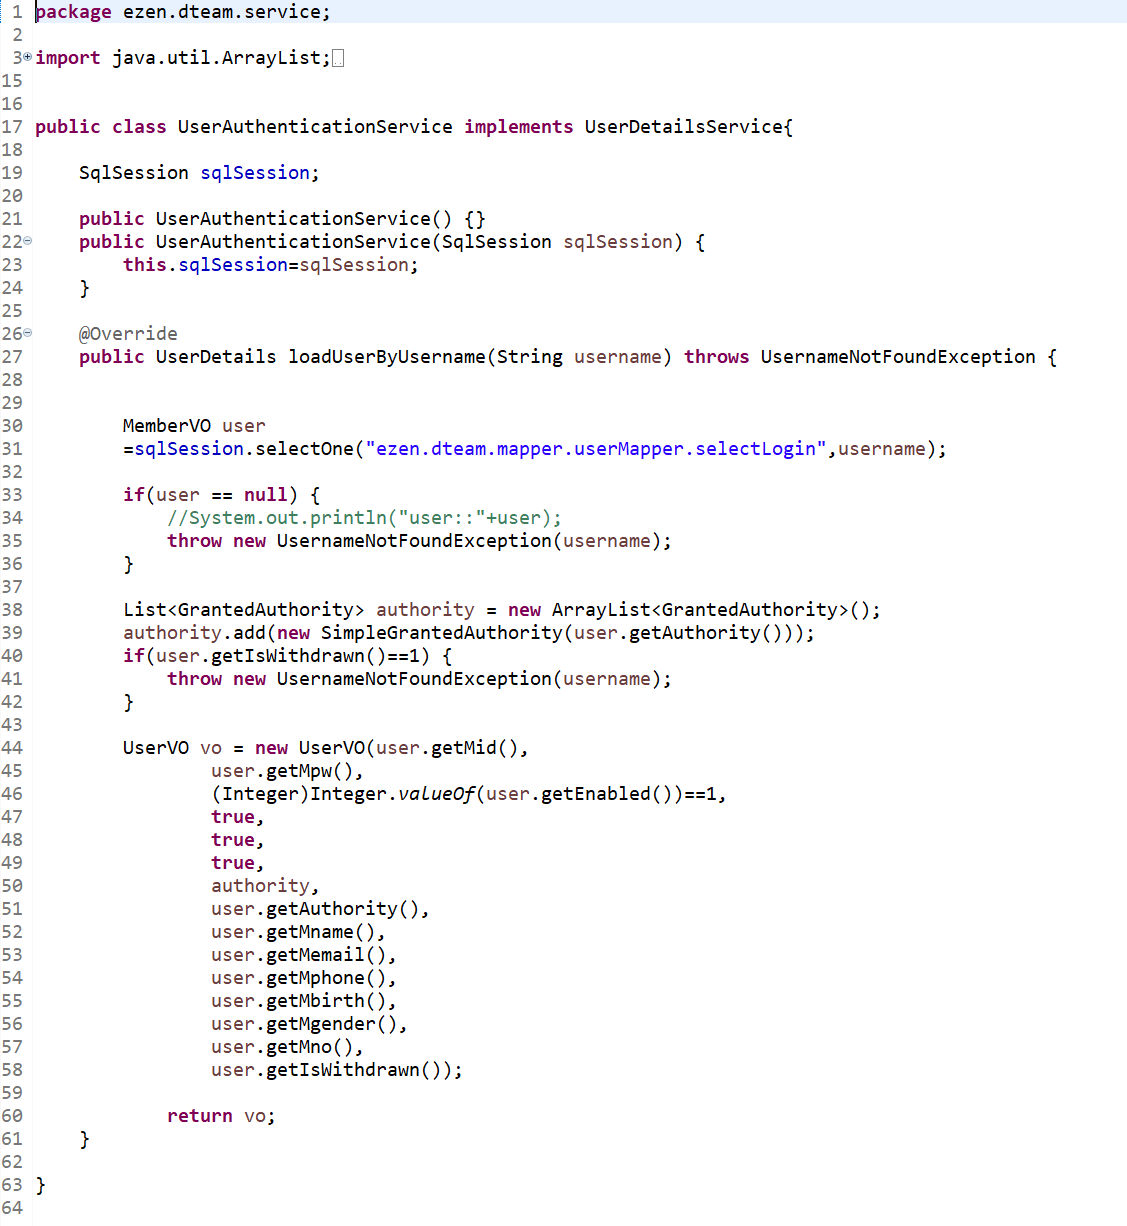 1 package ezen.dteam.service;
2
3 import java.util.ArrayList;
15
16
17 public class UserAuthenticationService implements UserDetailsService{
18
19     SqlSession sqlSession;
20
21     public UserAuthenticationService() {}
22     public UserAuthenticationService(SqlSession sqlSession) {
23         this.sqlSession=sqlSession;
24     }
25
26     @Override
27     public UserDetails loadUserByUsername(String username) throws UsernameNotFoundException {
28
29
30         MemberVO user
31         =sqlSession.selectOne("ezen.dteam.mapper.userMapper.selectLogin",username);
32
33         if(user == null) {
34             //System.out.println("user::"+user);
35             throw new UsernameNotFoundException(username);
36         }
37
38         List<GrantedAuthority> authority = new ArrayList<GrantedAuthority>();
39         authority.add(new SimpleGrantedAuthority(user.getAuthority()));
40         if(user.getIsWithdrawn()==1) {
41             throw new UsernameNotFoundException(username);
42         }
43
44         UserVO vo = new UserVO(user.getMid(),
45                 user.getMpw(),
46                 (Integer)Integer.valueOf(user.getEnabled())==1,
47                 true,
48                 true,
49                 true,
50                 authority,
51                 user.getAuthority(),
52                 user.getMname(),
53                 user.getMemail(),
54                 user.getMphone(),
55                 user.getMbirth(),
56                 user.getMgender(),
57                 user.getMno(),
58                 user.getIsWithdrawn());
59
60             return vo;
61     }
62
63 }
64